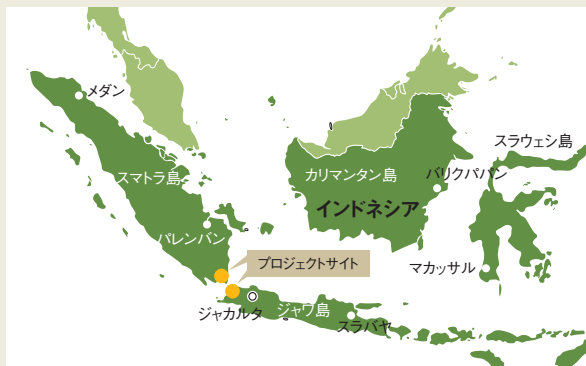 メダン
スラウェシ島
スマトラ島
カリマンタン島
バリクパパン
インドネシア
パレンバン
プロジェクトサイト
マカッサル
ジャカルタ
ジャワ島
スラバヤ